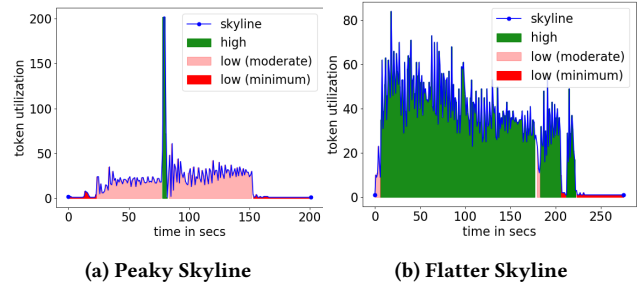 skyline
high
low (moderate)
low (minimum)
200
150
100
50
0
token utilization
0 50 100 150 200
time in secs
(a) Peaky Skyline
skyline
high
low (moderate)
low (minimum)
80
60
40
20
0
token utilization
0 50 100 150 200 250
time in secs
(b) Flatter Skyline